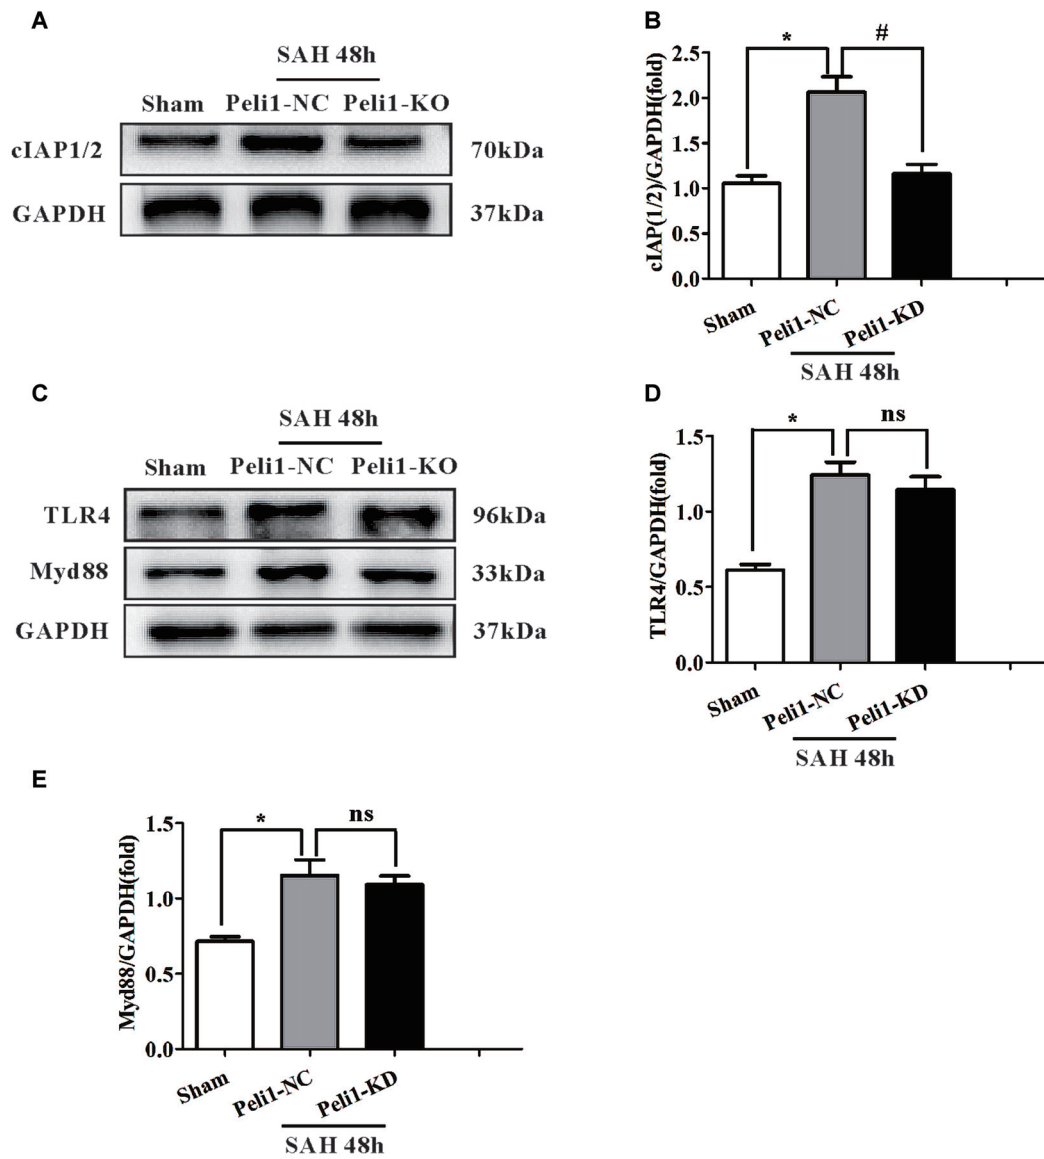 A
SAH 48h
Sham Peli1-NC Peli1-KO
cIAP1/2 70kDa
GAPDH 37kDa
B
* #
cIAP(1/2)/GAPDH(fold)
2.5
2.0
1.5
1.0
0.5
0.0
Sham Peli1-NC Peli1-KD
SAH 48h
C
SAH 48h
Sham Peli1-NC Peli1-KO
TLR4 96kDa
Myd88 33kDa
GAPDH 37kDa
D
* ns
TLR4/GAPDH(fold)
1.5
1.0
0.5
0.0
Sham Peli1-NC Peli1-KD
SAH 48h
E
* ns
Myd88/GAPDH(fold)
1.5
1.0
0.5
0.0
Sham Peli1-NC Peli1-KD
SAH 48h